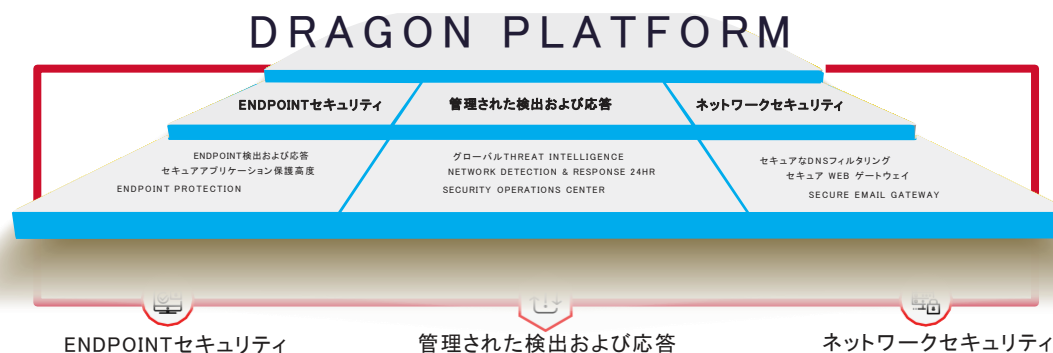 DRAGON PLATFORM
ENDPOINTセキュリティ
管理された検出および応答
ネットワークセキュリティ
ENDPOINT検出および応答
セキュアアプリケーション保護高度
ENDPOINT PROTECTION
グローバルTHREAT INTELLIGENCE
NETWORK DETECTION & RESPONSE 24HR
SECURITY OPERATIONS CENTER
セキュアなDNSフィルタリング
セキュア WEB ゲートウェイ
SECURE EMAIL GATEWAY
ENDPOINTセキュリティ
管理された検出および応答
ネットワークセキュリティ